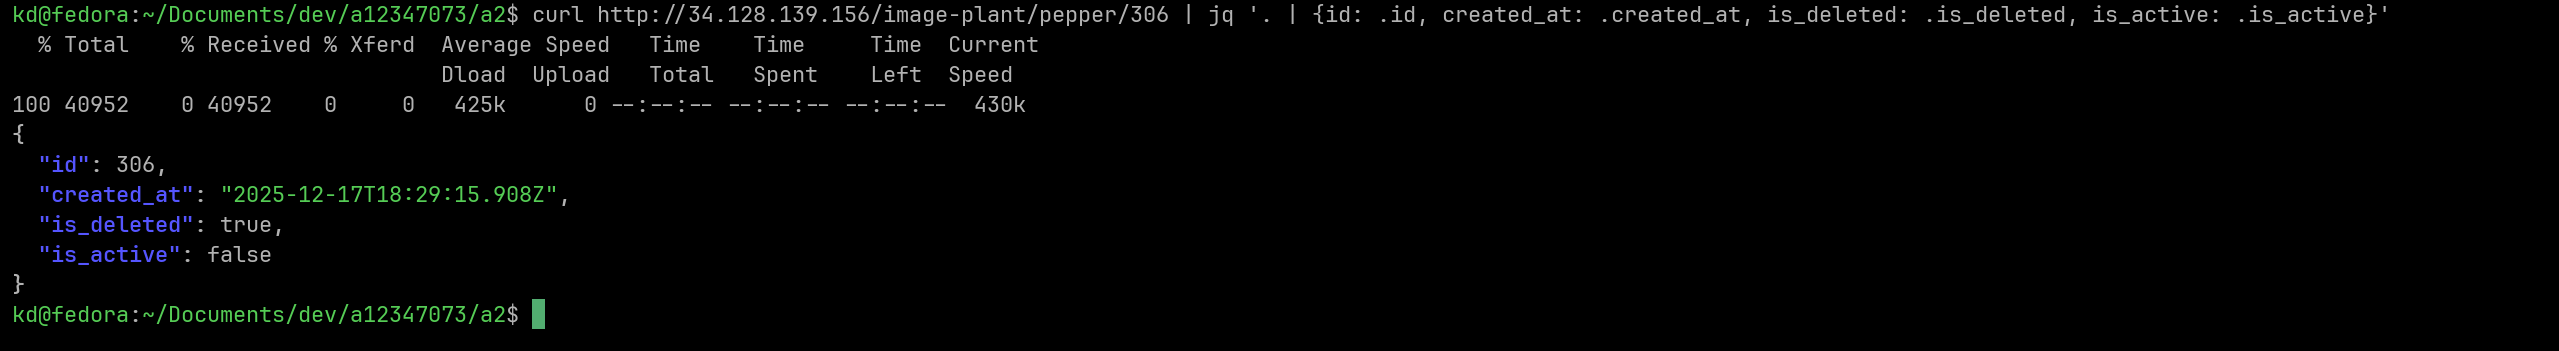 kd@fedora:~/Documents/dev/a12347073/a2$ curl http://34.128.139.156/image-plant/pepper/306 | jq '. | {id: .id, created_at: .created_at, is_deleted: .is_deleted, is_active: .is_active}'
  % Total    % Received % Xferd  Average Speed   Time    Time     Time  Current
                                 Dload  Upload   Total   Spent    Left  Speed
100 40952    0 40952    0     0   425k      0 --:--:-- --:--:-- --:--:--  430k
{
  "id": 306,
  "created_at": "2025-12-17T18:29:15.908Z",
  "is_deleted": true,
  "is_active": false
}
kd@fedora:~/Documents/dev/a12347073/a2$